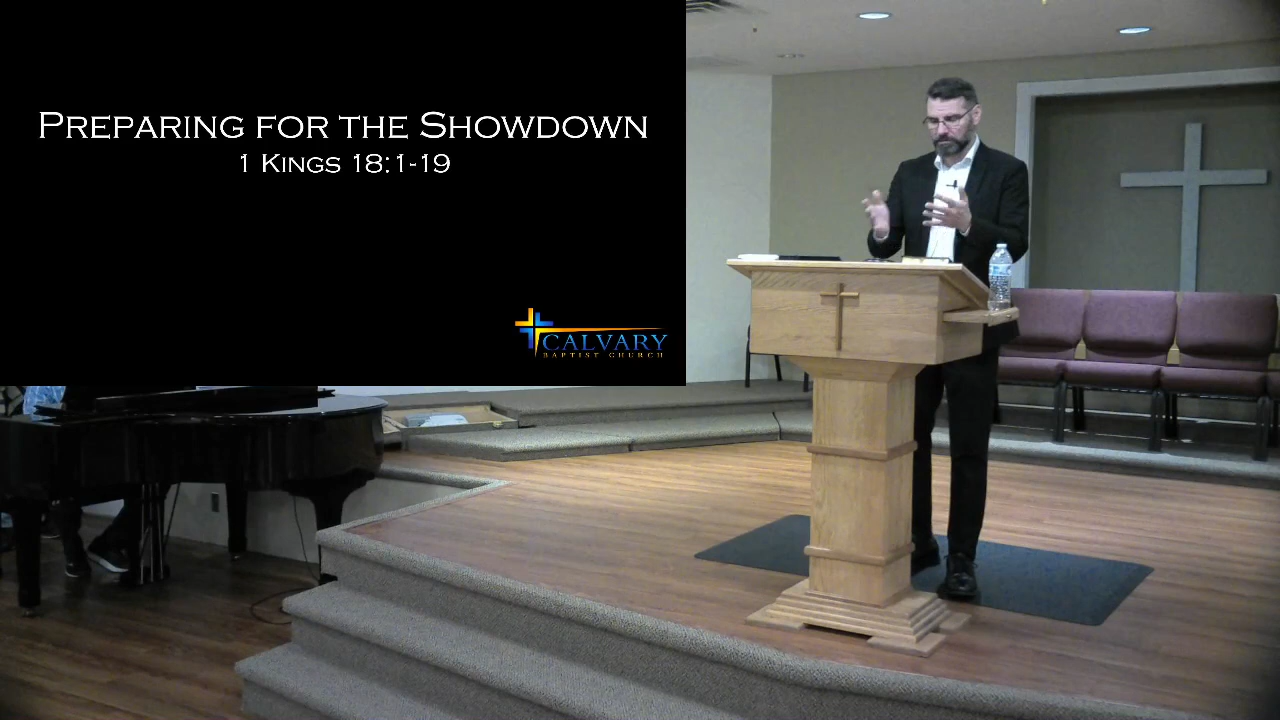 Preparing for the Showdown
1 Kings 18:1-19
CALVARY
BAPTIST CHURCH